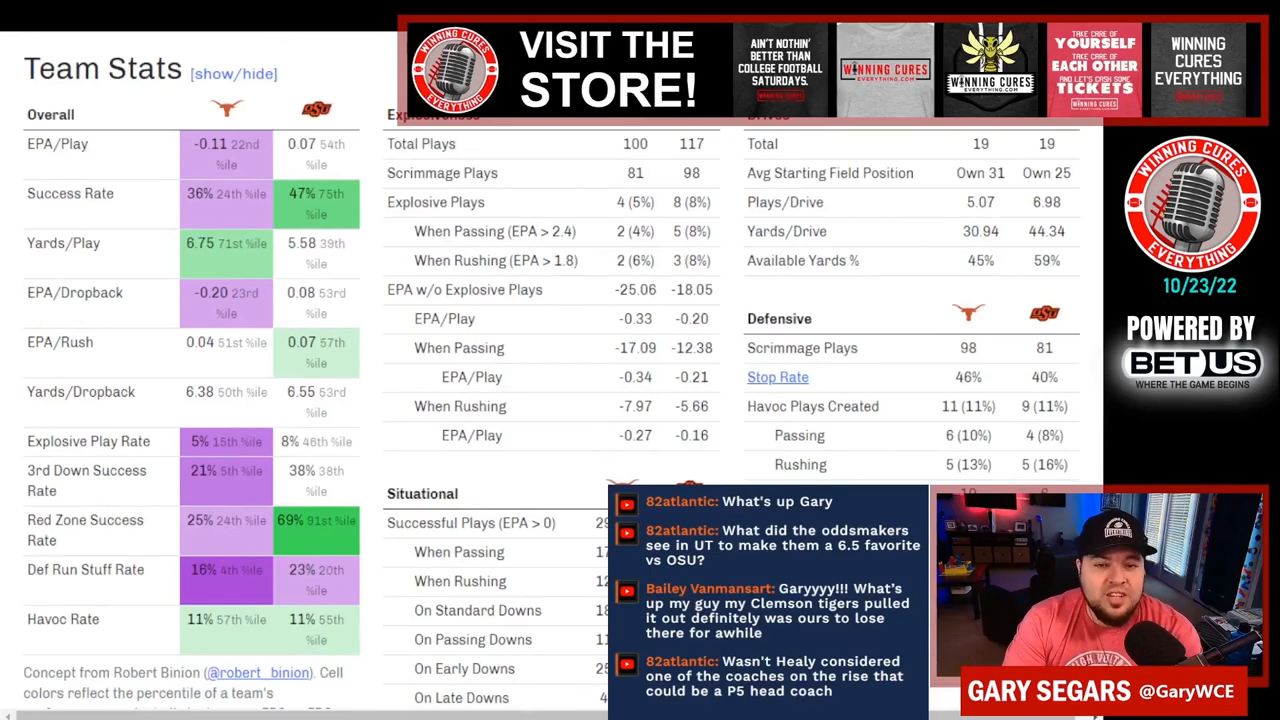 Team Stats [show/hide]
Overall
EPA/Play -0.11 22nd %ile 0.07 54th %ile
Success Rate 36% 24th %ile 47% 75th %ile
Yards/Play 6.75 71st %ile 5.58 39th %ile
EPA/Dropback -0.20 23rd %ile 0.08 53rd %ile
EPA/Rush 0.04 51st %ile 0.07 57th %ile
Yards/Dropback 6.38 50th %ile 6.55 53rd %ile
Explosive Play Rate 5% 15th %ile 8% 46th %ile
3rd Down Success Rate 21% 5th %ile 38% 38th %ile
Red Zone Success Rate 25% 24th %ile 69% 91st %ile
Def Run Stuff Rate 16% 4th %ile 23% 20th %ile
Havoc Rate 11% 57th %ile 11% 55th %ile
Concept from Robert Binion (@robert_binion). Cell
colors reflect the percentile of a team's
Total Plays 100 117
Scrimmage Plays 81 98
Explosive Plays 4 (5%) 8 (8%)
When Passing (EPA > 2.4) 2 (4%) 5 (8%)
When Rushing (EPA > 1.8) 2 (6%) 3 (8%)
EPA w/o Explosive Plays -25.06 -18.05
EPA/Play -0.33 -0.20
When Passing -17.09 -12.38
EPA/Play -0.34 -0.21
When Rushing -7.97 -5.66
EPA/Play -0.27 -0.16
Situational
Successful Plays (EPA > 0)
When Passing
When Rushing
On Standard Downs
On Passing Downs
On Early Downs
On Late Downs
Total 19 19
Avg Starting Field Position Own 31 Own 25
Plays/Drive 5.07 6.98
Yards/Drive 30.94 44.34
Available Yards % 45% 59%
Defensive
Scrimmage Plays 98 81
Stop Rate 46% 40%
Havoc Plays Created 11 (11%) 9 (11%)
Passing 6 (10%) 4 (8%)
Rushing 5 (13%) 5 (16%)
WINNING CURES
EVERYTHING.COM
VISIT THE
STORE!
AIN'T NOTHIN'
BETTER THAN
COLLEGE FOOTBALL
SATURDAYS.
WINNING CURES
WINNING CURES
TAKE CARE OF
YOURSELF
TAKE CARE OF
EACH OTHER
AND LET'S CASH SOME
TICKETS
WINNING CURES
WINNING
CURES
EVERYTHING
WINNING CURES
EVERYTHING
10/23/22
POWERED BY
BETUS
WHERE THE GAME BEGINS
82atlantic: What's up Gary
82atlantic: What did the oddsmakers
see in UT to make them a 6.5 favorite
vs OSU?
Bailey Vanmansart: Garyyyy!!! What's
up my guy my Clemson tigers pulled
it out definitely was ours to lose
there for awhile
82atlantic: Wasn't Healy considered
one of the coaches on the rise that
could be a P5 head coach
GARY SEGARS @GaryWCE